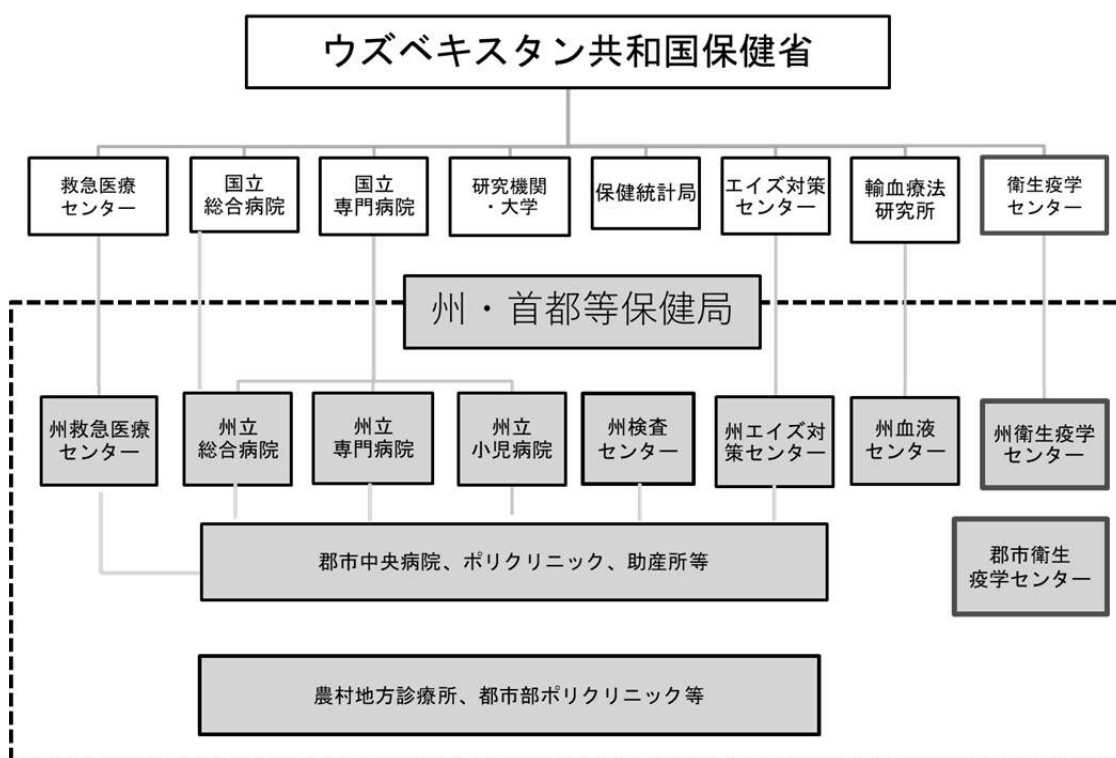 ウズベキスタン共和国保健省
救急医療
センター
国立
総合病院
国立
専門病院
研究機関
・大学
保健統計局
エイズ対策
センター
輸血療法
研究所
衛生疫学
センター
州・首都等保健局
州救急医療
センター
州立
総合病院
州立
専門病院
州立
小児病院
州検査
センター
州エイズ対
策センター
州血液
センター
州衛生疫学
センター
郡市中央病院、ポリクリニック、助産所等
郡市衛生
疫学センター
農村地方診療所、都市部ポリクリニック等